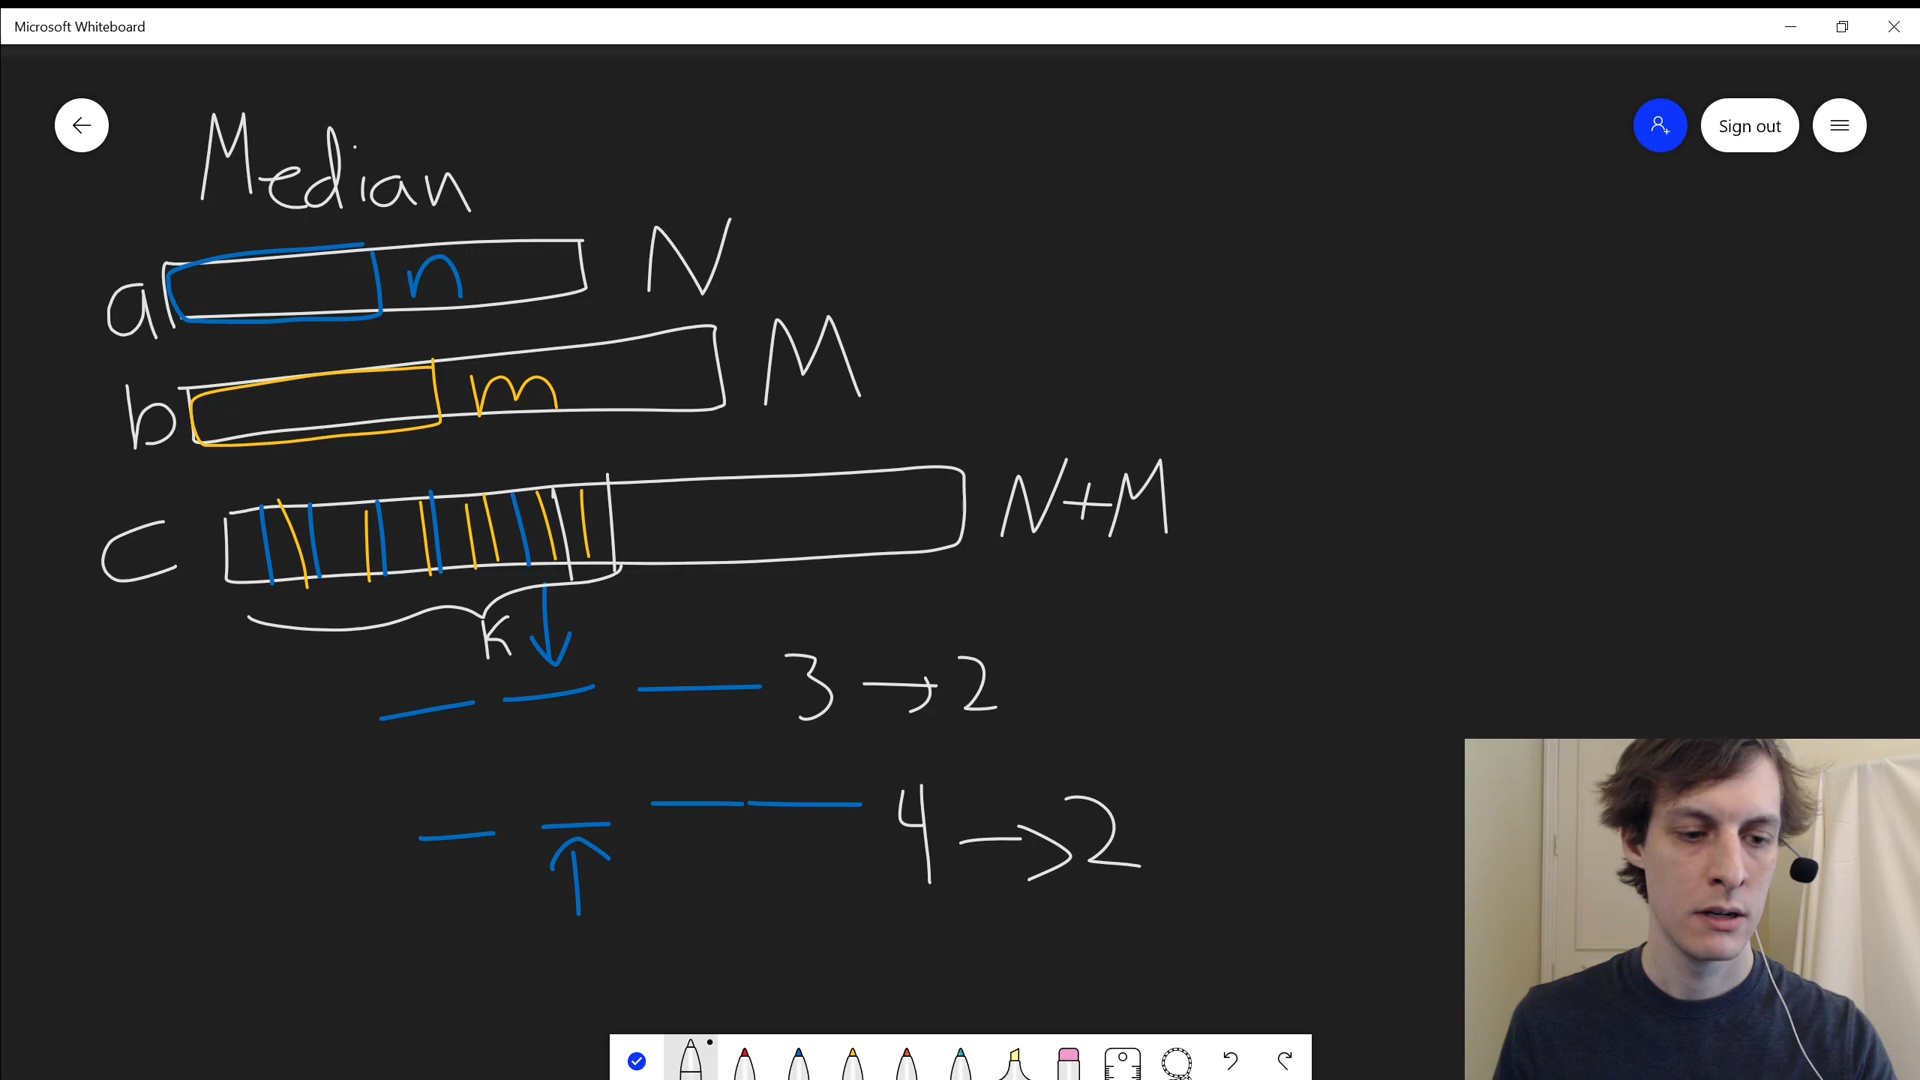 Microsoft Whiteboard
Sign out
Median
a n N
b m M
c N+M
K
3 → 2
4 → 2